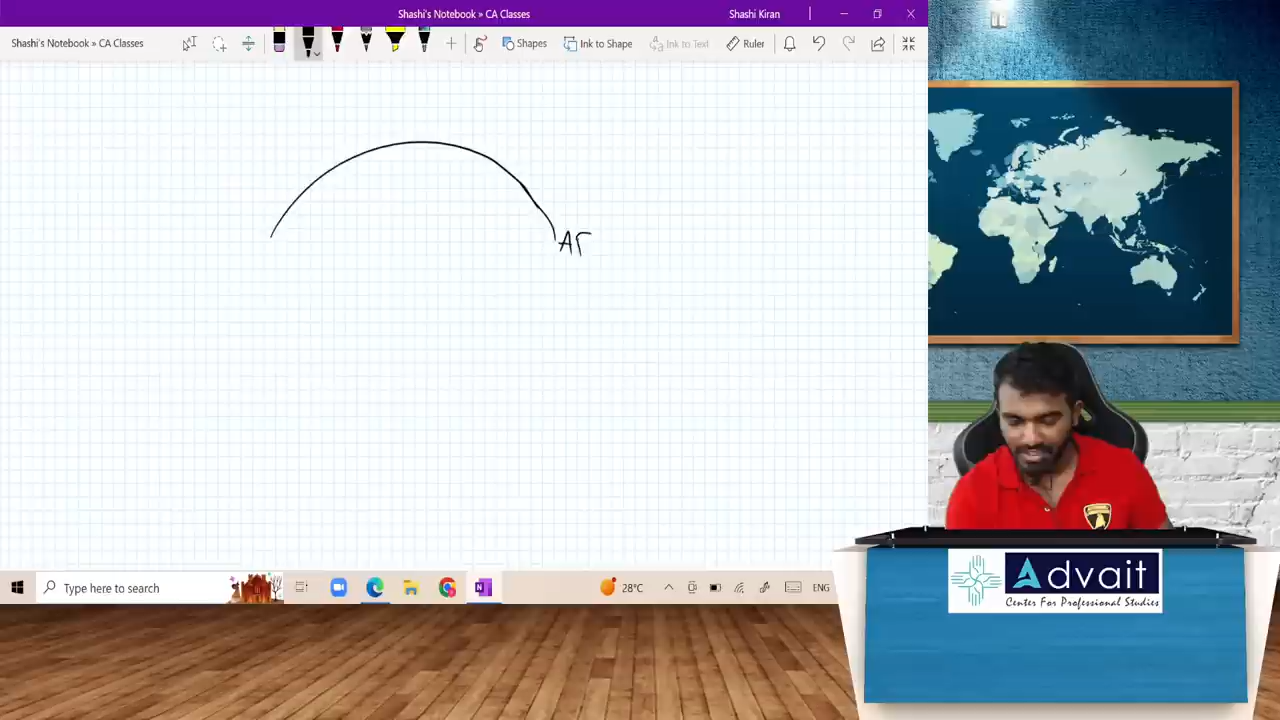 Shashi's Notebook » CA Classes
Shashi Kiran
Shashi's Notebook » CA Classes
Shapes
Ink to Shape
Ink to Text
Ruler
Type here to search
28°C
ENG
Advait
Center For Professional Studies